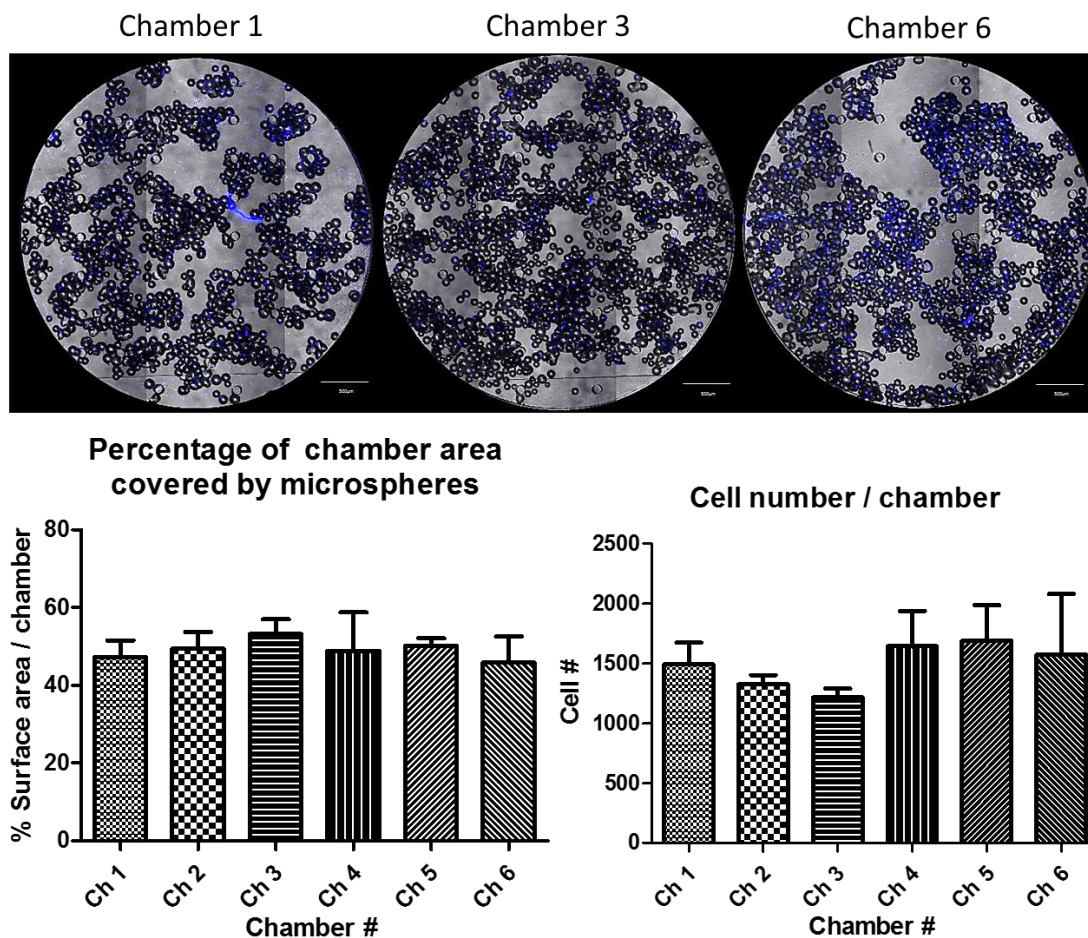 Chamber 1
Chamber 3
Chamber 6
300µm
300µm
300µm
Percentage of chamber area
covered by microspheres
% Surface area / chamber
80
60
40
20
0
Ch 1
Ch 2
Ch 3
Ch 4
Ch 5
Ch 6
Chamber #
Cell number / chamber
Cell #
2500
2000
1500
1000
500
0
Ch 1
Ch 2
Ch 3
Ch 4
Ch 5
Ch 6
Chamber #